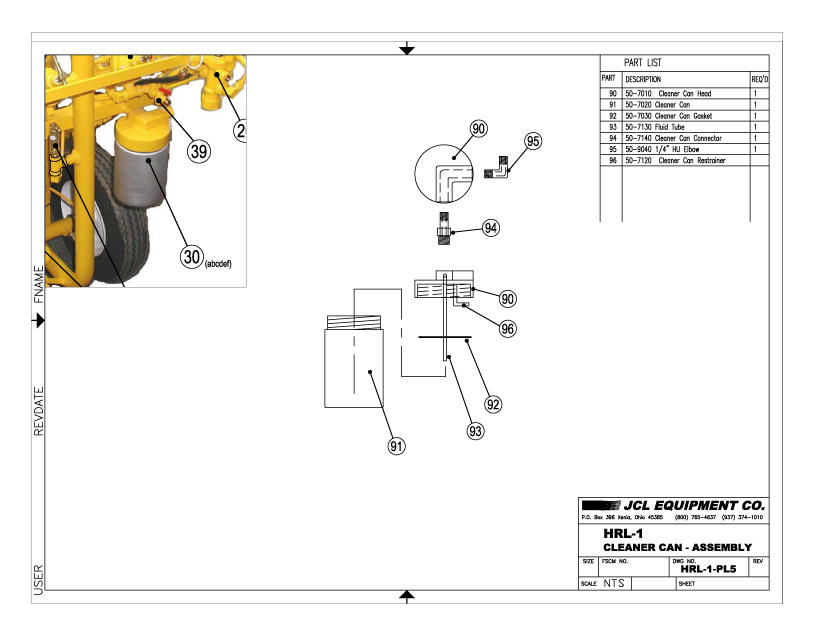 PART LIST
PART DESCRIPTION REQ'D
90 50-7010 Cleaner Can Head 1
91 50-7020 Cleaner Can 1
92 50-7030 Cleaner Can Gasket 1
93 50-7130 Fluid Tube 1
94 50-7140 Cleaner Can Connector 1
95 50-9040 1/4" HU Elbow 1
96 50-7120 Cleaner Can Restrainer
39
2
30 (abcdef)
90
95
94
90
96
92
93
91
FNAME
REVDATE
USER
JCL EQUIPMENT CO.
P.O. Box 396 Xenia, Ohio 45385 (800) 765-4637 (937) 374-1010
HRL-1
CLEANER CAN - ASSEMBLY
SIZE FSCM NO. DWG NO. REV
HRL-1-PL5
SCALE NTS SHEET